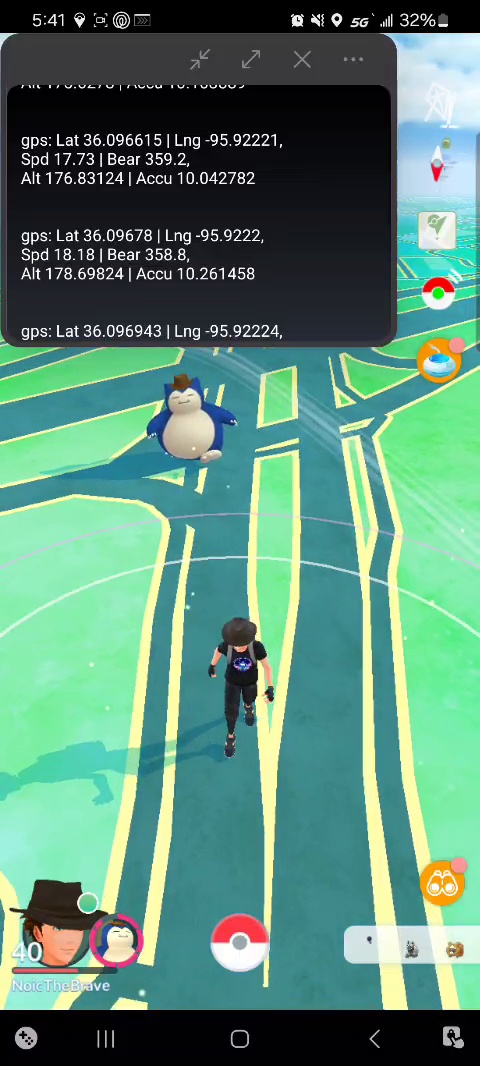 5:41
5G
32%
gps: Lat 36.096615 | Lng -95.92221,
Spd 17.73 | Bear 359.2,
Alt 176.83124 | Accu 10.042782
gps: Lat 36.09678 | Lng -95.9222,
Spd 18.18 | Bear 358.8,
Alt 178.69824 | Accu 10.261458
gps: Lat 36.096943 | Lng -95.92224,
40
NoicTheBrave